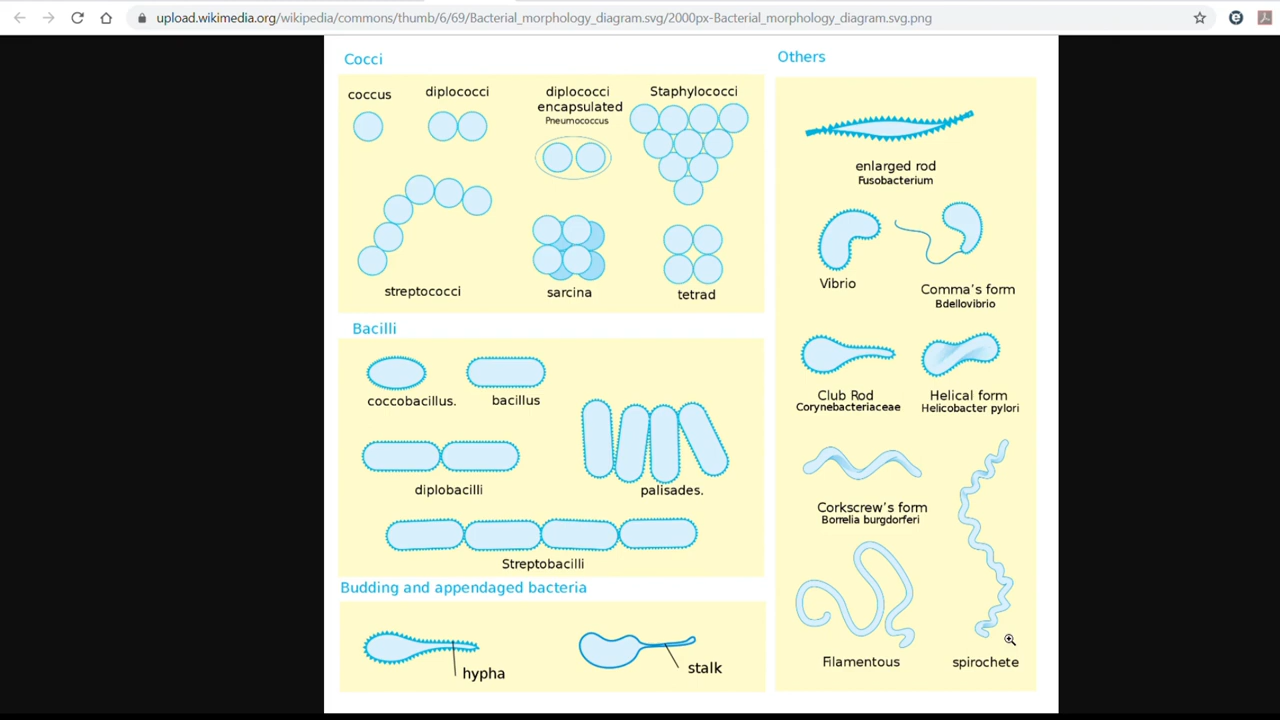 upload.wikimedia.org/wikipedia/commons/thumb/6/69/Bacterial_morphology_diagram.svg/2000px-Bacterial_morphology_diagram.svg.png
Cocci
coccus
diplococci
diplococci
encapsulated
Pneumococcus
Staphylococci
streptococci
sarcina
tetrad
Bacilli
coccobacillus.
bacillus
diplobacilli
palisades.
Streptobacilli
Budding and appendaged bacteria
hypha
stalk
Others
enlarged rod
Fusobacterium
Vibrio
Comma's form
Bdellovibrio
Club Rod
Corynebacteriaceae
Helical form
Helicobacter pylori
Corkscrew's form
Borrelia burgdorferi
Filamentous
spirochete